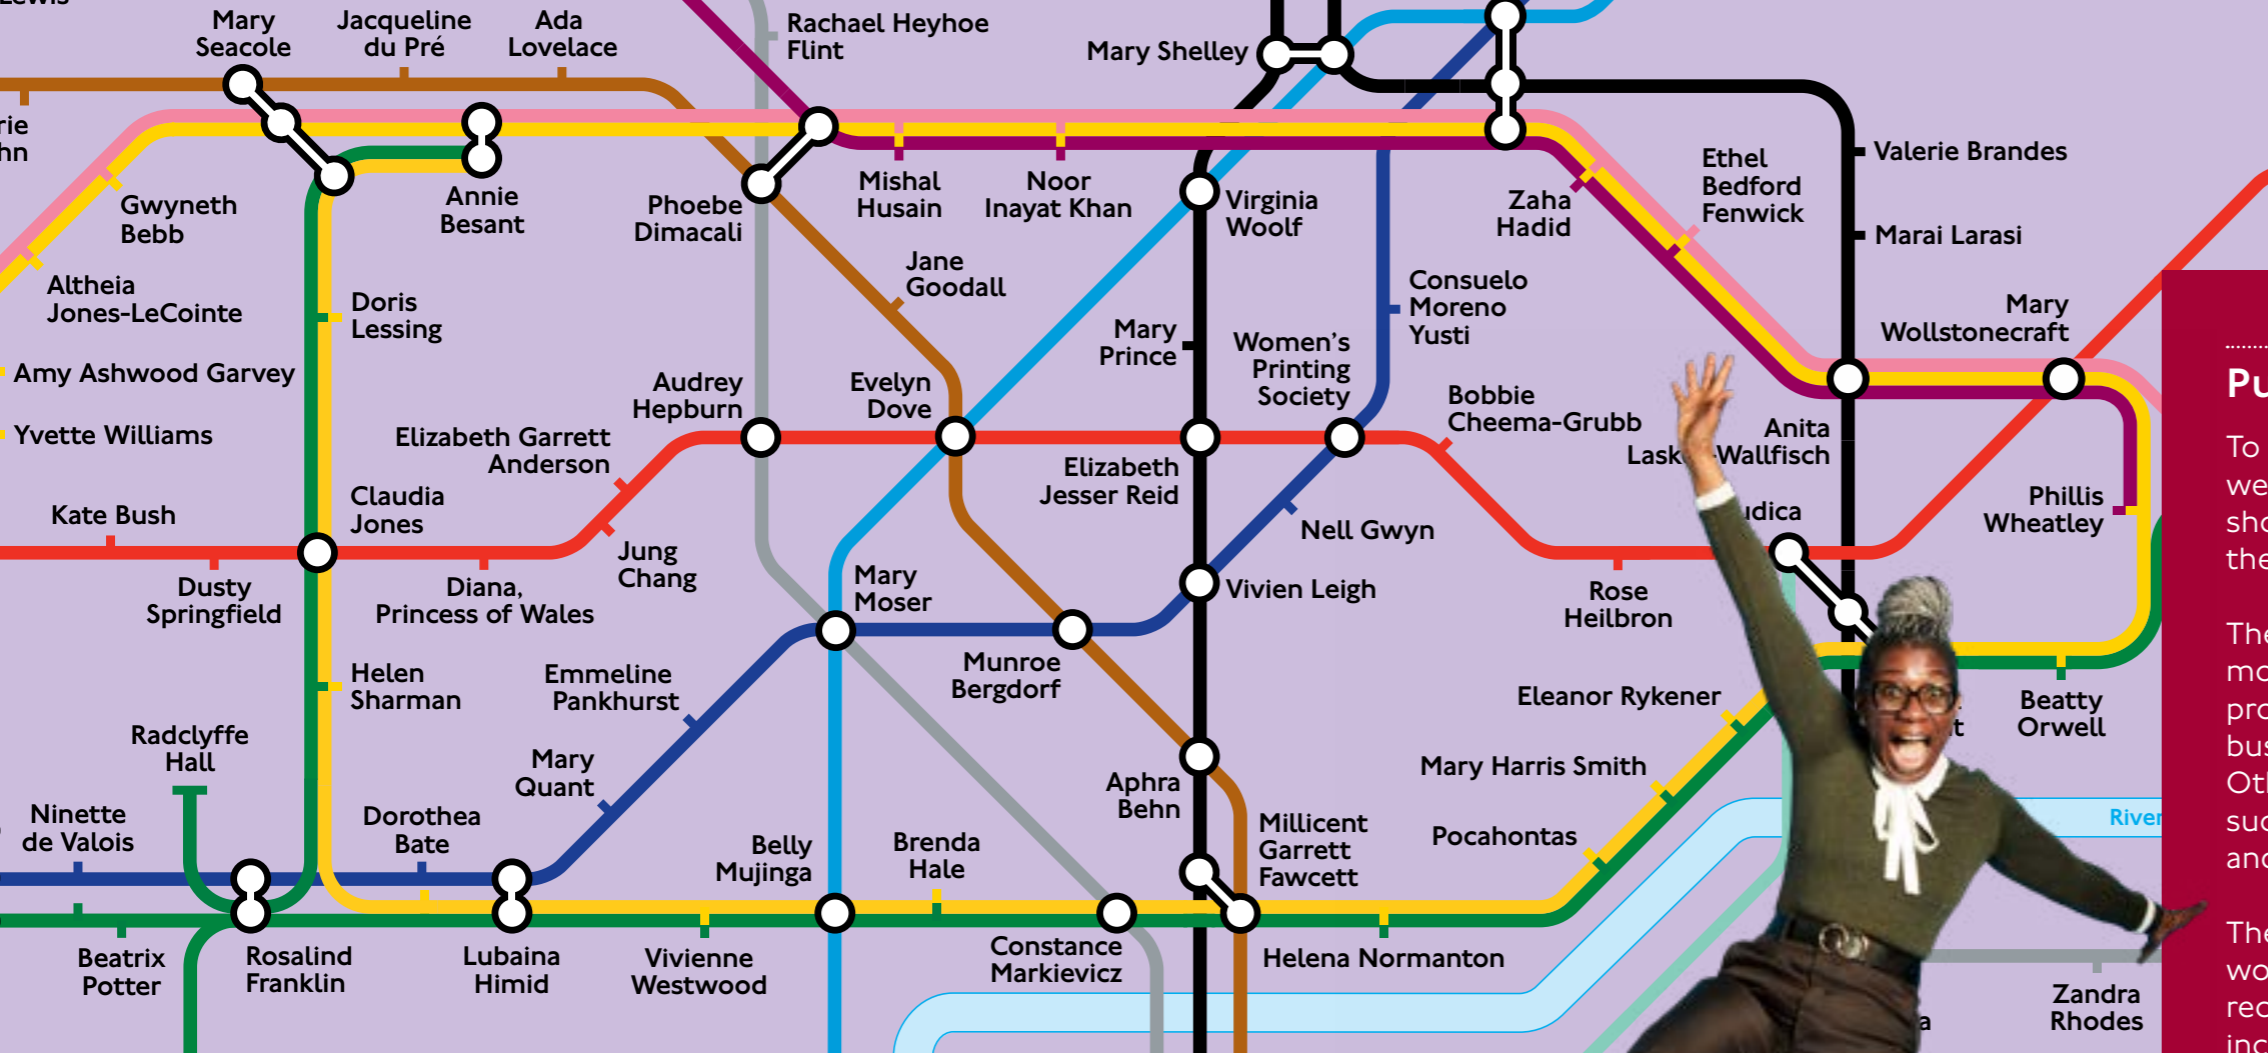 Lewis
Mary
Seacole
Jacqueline
du Pré
Ada
Lovelace
Rachael Heyhoe
Flint
Mary Shelley
Gwyneth
Bebb
Altheia
Jones-LeCointe
Annie
Besant
Phoebe
Dimacali
Mishal
Husain
Noor
Inayat Khan
Virginia
Woolf
Zaha
Hadid
Ethel
Bedford
Fenwick
Valerie Brandes
Marai Larasi
Jane
Goodall
Doris
Lessing
Mary
Prince
Women's
Printing
Society
Consuelo
Moreno
Yusti
Mary
Wollstonecraft
Amy Ashwood Garvey
Yvette Williams
Audrey
Hepburn
Evelyn
Dove
Bobbie
Cheema-Grubb
Anita
Wallfisch
Elizabeth Garrett
Anderson
Elizabeth
Jesser Reid
Kate Bush
Claudia
Jones
Nell Gwyn
Phillis
Wheatley
Dusty
Springfield
Diana,
Princess of Wales
Jung
Chang
Mary
Moser
Vivien Leigh
Rose
Heilbron
Helen
Sharman
Emmeline
Pankhurst
Munroe
Bergdorf
Eleanor Rykener
Beatty
Orwell
Radclyffe
Hall
Mary
Quant
Mary Harris Smith
Aphra
Behn
Ninette
de Valois
Dorothea
Bate
Belly
Mujinga
Brenda
Hale
Millicent
Garrett
Fawcett
Pocahontas
River
Beatrix
Potter
Rosalind
Franklin
Lubaina
Himid
Vivienne
Westwood
Constance
Markievicz
Helena Normanton
Zandra
Rhodes
To